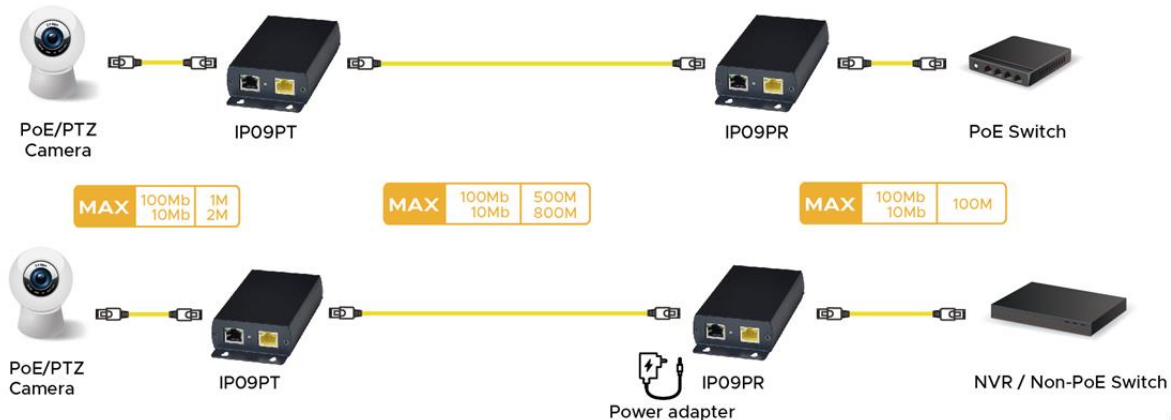 PoE/PTZ
Camera
IP09PT
IP09PR
PoE Switch
MAX 100Mb 1M
10Mb 2M
MAX 100Mb 500M
10Mb 800M
MAX 100Mb 100M
10Mb
PoE/PTZ
Camera
IP09PT
IP09PR
Power adapter
NVR / Non-PoE Switch